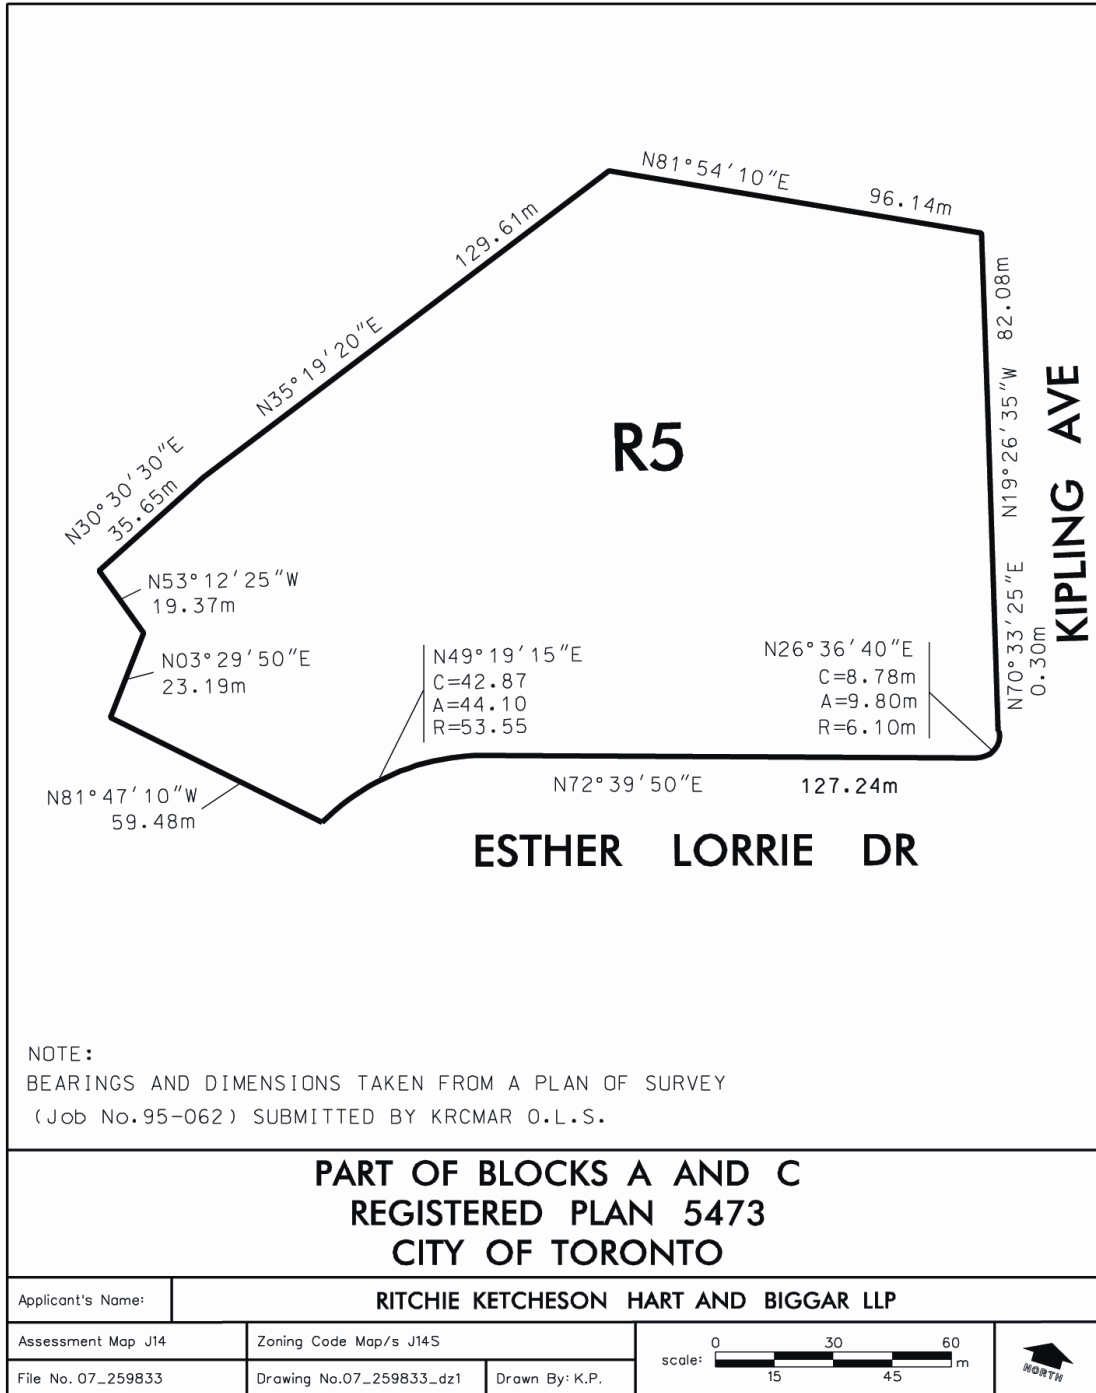 N81°54'10"E
96.14m
129.61m
N35°19'20"E
82.08m
N19°26'35"W
KIPLING AVE
R5
N30°30'30"E
35.65m
N53°12'25"W
19.37m
N03°29'50"E
23.19m
N49°19'15"E
C=42.87
A=44.10
R=53.55
N26°36'40"E
C=8.78m
A=9.80m
R=6.10m
N70°33'25"E
0.30m
N72°39'50"E
127.24m
N81°47'10"W
59.48m
ESTHER LORRIE DR
NOTE:
BEARINGS AND DIMENSIONS TAKEN FROM A PLAN OF SURVEY
(Job No.95-062) SUBMITTED BY KRCMAR O.L.S.
PART OF BLOCKS A AND C
REGISTERED PLAN 5473
CITY OF TORONTO
Applicant's Name:
RITCHIE KETCHESON HART AND BIGGAR LLP
Assessment Map J14
Zoning Code Map/s J14S
File No. 07_259833
Drawing No.07_259833_dz1
Drawn By: K.P.
0 30 60
scale: m
15 45
NORTH